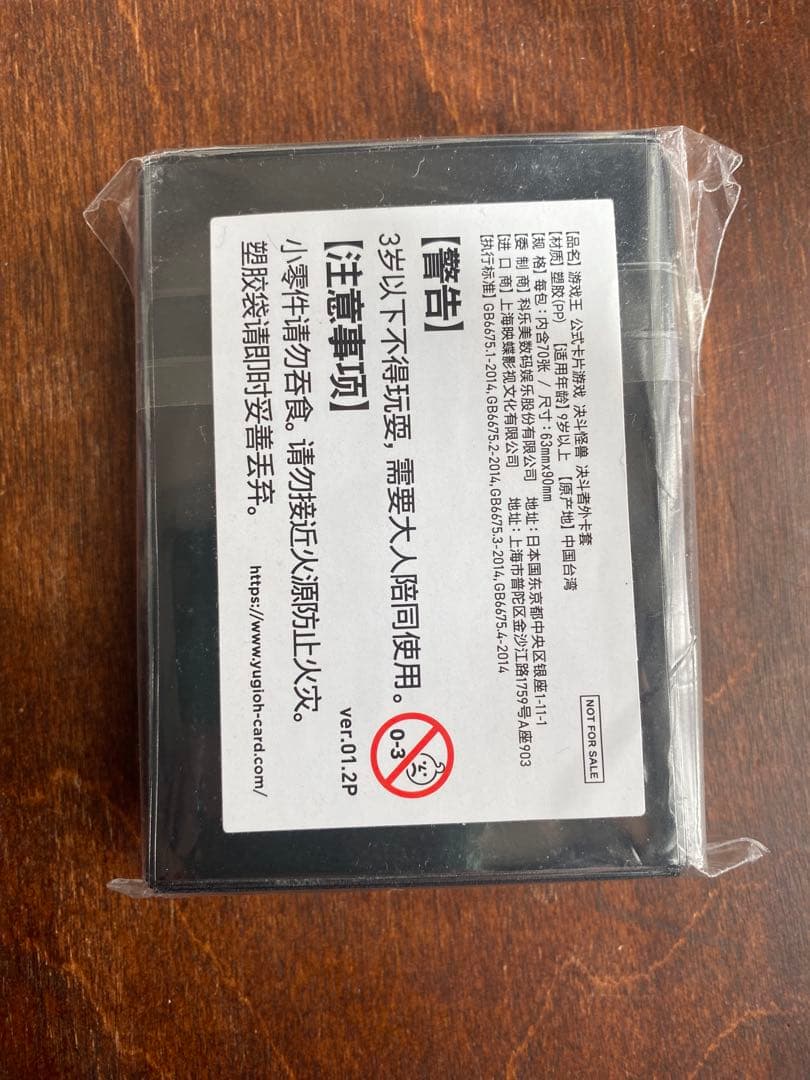 [品名] 游戏王 公式卡片游戏 决斗怪兽 决斗者外卡套
[材质] 塑胶(PP) [适用年龄] 9岁以上 [原产地] 中国台湾
[规 格] 每包：内含70张 / 尺寸：63mmx90mm
[委 制 商] 科乐美数码娱乐股份有限公司 地址：日本国东京都中央区银座1-11-1
[进 口 商] 上海映蝶影视文化有限公司 地址：上海市普陀区金沙江路1759号A座903
[执行标准] GB6675.1-2014,GB6675.2-2014,GB6675.3-2014,GB6675.4-2014
NOT FOR SALE
【警告】
3岁以下不得玩耍，需要大人陪同使用。
0-3
【注意事项】
ver.01.2P
小零件请勿吞食。请勿接近火源防止火灾。
塑胶袋请即时妥善丢弃。
https://www.yugioh-card.com/